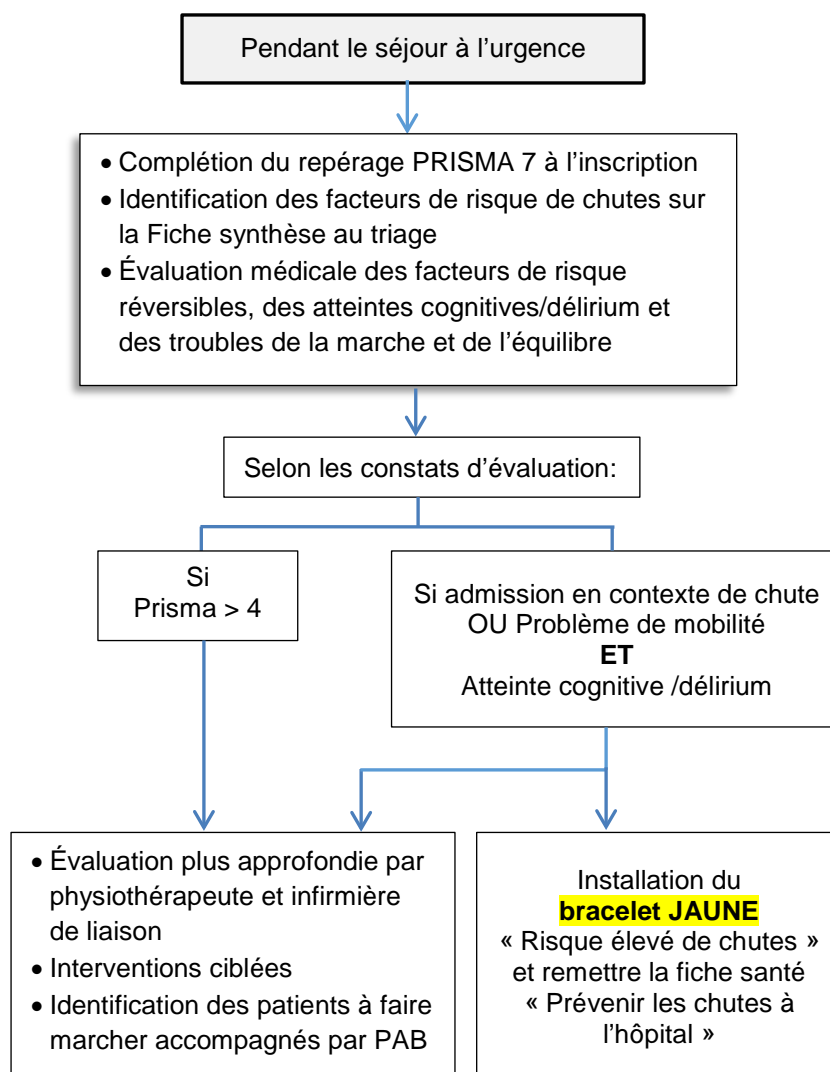 Pendant le séjour à l’urgence
• Complétion du repérage PRISMA 7 à l’inscription
• Identification des facteurs de risque de chutes sur
la Fiche synthèse au triage
• Évaluation médicale des facteurs de risque
réversibles, des atteintes cognitives/délirium et
des troubles de la marche et de l’équilibre
Selon les constats d’évaluation:
Si
Prisma > 4
Si admission en contexte de chute
OU Problème de mobilité
ET
Atteinte cognitive /délirium
• Évaluation plus approfondie par
physiothérapeute et infirmière
de liaison
• Interventions ciblées
• Identification des patients à faire
marcher accompagnés par PAB
Installation du
bracelet JAUNE
« Risque élevé de chutes »
et remettre la fiche santé
« Prévenir les chutes à
l’hôpital »